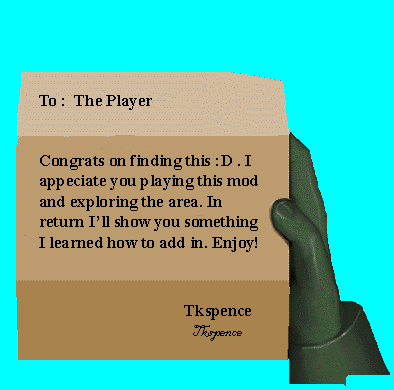 To : The Player
Congrats on finding this :D . I
appeciate you playing this mod
and exploring the area. In
return I'll show you something
I learned how to add in. Enjoy!
Tkspence
Tkspence